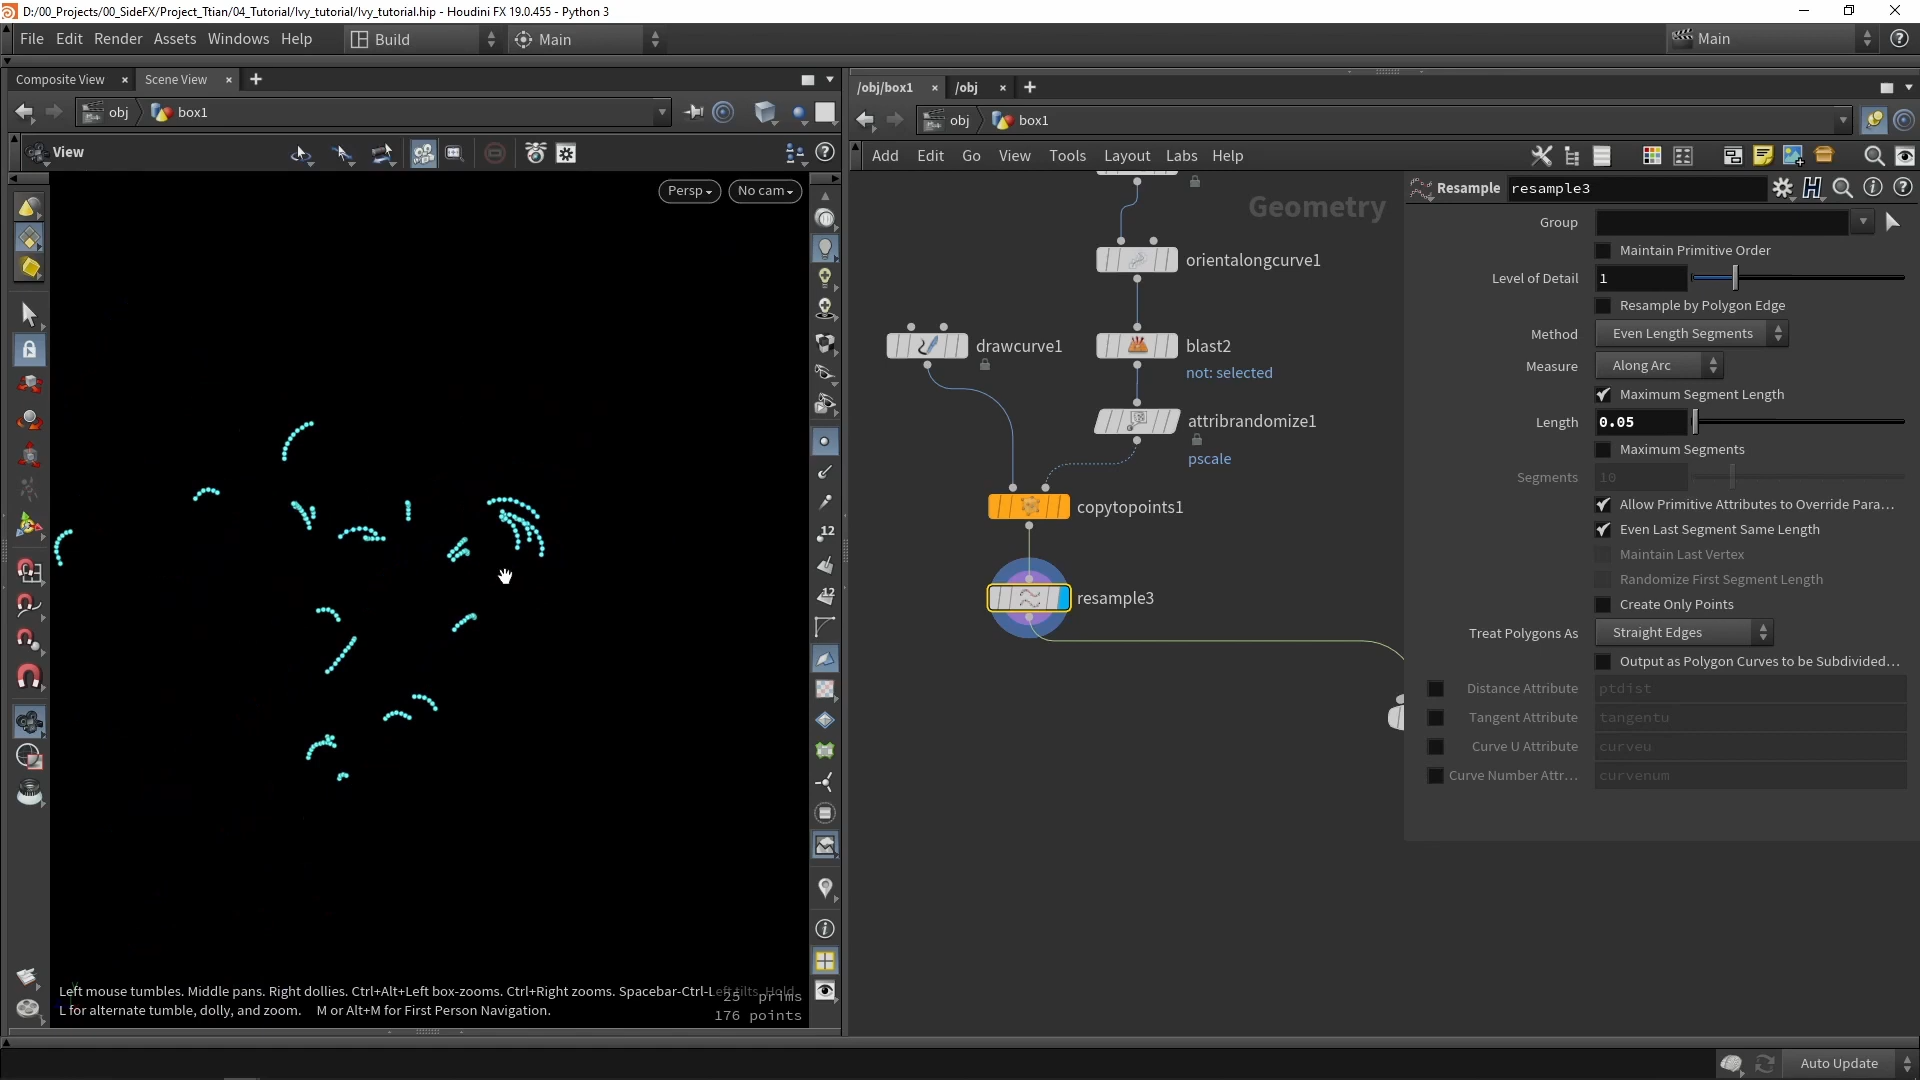 D:/00_Projects/00_SideFX/Project_Ttian/04_Tutorial/Ivy_tutorial/Ivy_tutorial.hip - Houdini FX 19.0.455 - Python 3
File Edit Render Assets Windows Help
Build
Main
Main
Composite View
Scene View
/obj/box1
/obj
obj
box1
obj
box1
View
Add Edit Go View Tools Layout Labs Help
Persp
No cam
Geometry
orientalongcurve1
drawcurve1
blast2
not: selected
attribrandomize1
pscale
copytopoints1
resample3
Resample
resample3
Group
Maintain Primitive Order
Level of Detail
1
Resample by Polygon Edge
Method
Even Length Segments
Measure
Along Arc
Maximum Segment Length
Length
0.05
Maximum Segments
Segments
10
Allow Primitive Attributes to Override Para...
Even Last Segment Same Length
Maintain Last Vertex
Randomize First Segment Length
Create Only Points
Treat Polygons As
Straight Edges
Output as Polygon Curves to be Subdivided...
Distance Attribute
ptdist
Tangent Attribute
tangentu
Curve U Attribute
curveu
Curve Number Attr...
curvenum
12
12
Left mouse tumbles. Middle pans. Right dollies. Ctrl+Alt+Left box-zooms. Ctrl+Right zooms. Spacebar-Ctrl-Left tilts. Hold
L for alternate tumble, dolly, and zoom. M or Alt+M for First Person Navigation.
25 prims
176 points
Auto Update